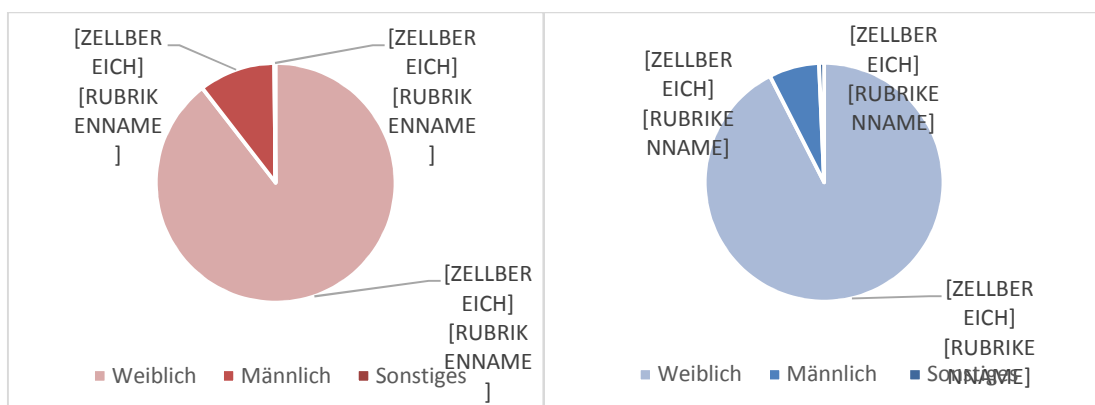 [ZELLBER
EICH]
[RUBRIK
ENNAME
]
[ZELLBER
EICH]
[RUBRIK
ENNAME
]
[ZELLBER
EICH]
[RUBRIK
ENNAME
]
Weiblich Männlich Sonstiges
[ZELLBER
EICH]
[RUBRIKE
NNAME]
[ZELLBER
EICH]
[RUBRIKE
NNAME]
[ZELLBER
EICH]
[RUBRIKE
NNAME]
Weiblich Männlich Sonstiges